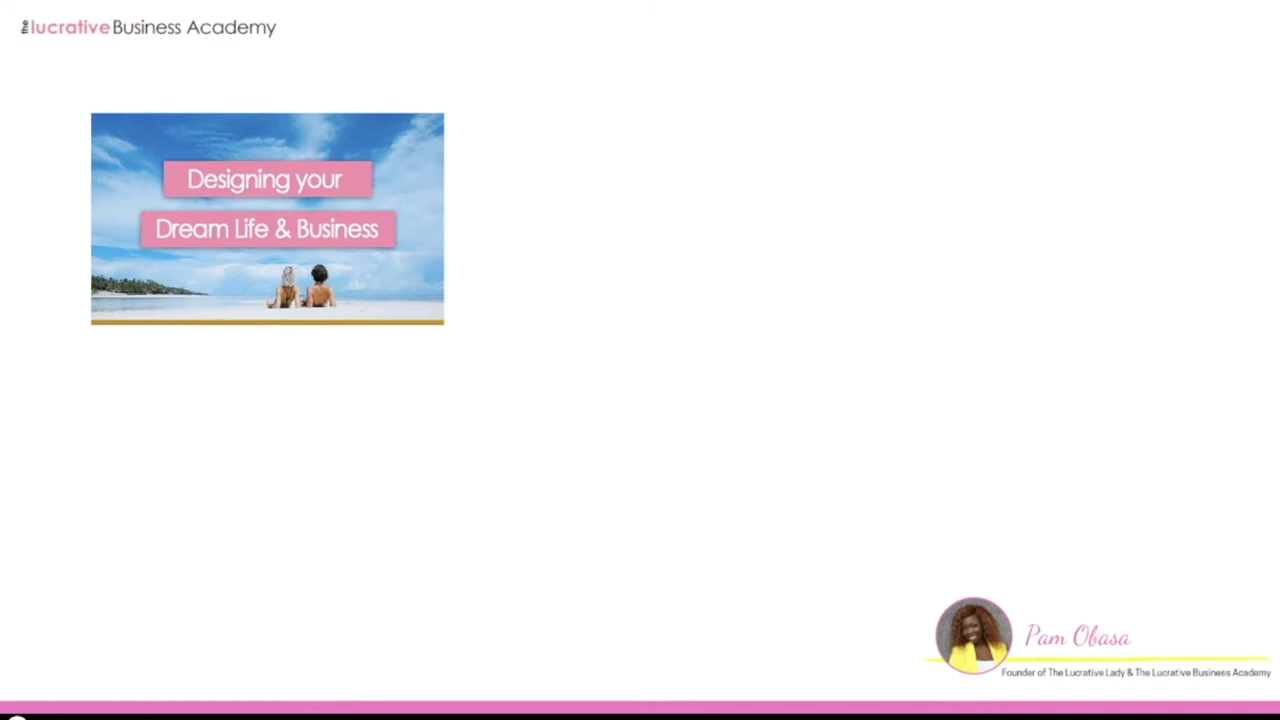 the lucrative Business Academy
Designing your
Dream Life & Business
Pam Obasa
Founder of The Lucrative Lady & The Lucrative Business Academy